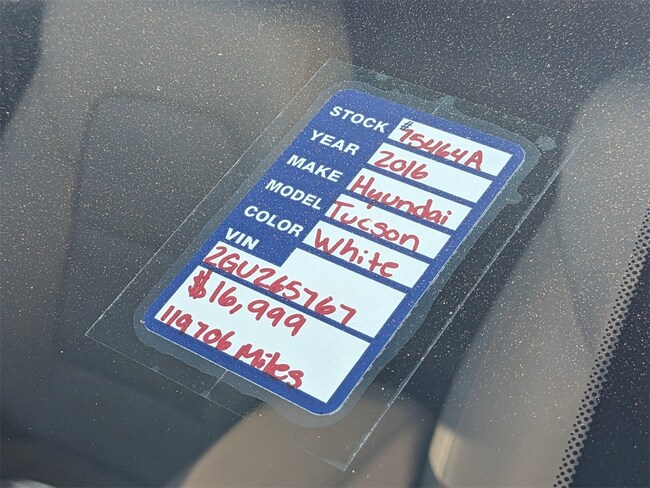 STOCK #75464A
YEAR 2016
MAKE Hyundai
MODEL Tucson
COLOR White
VIN
2GU265767
$16,999
119706 Miles